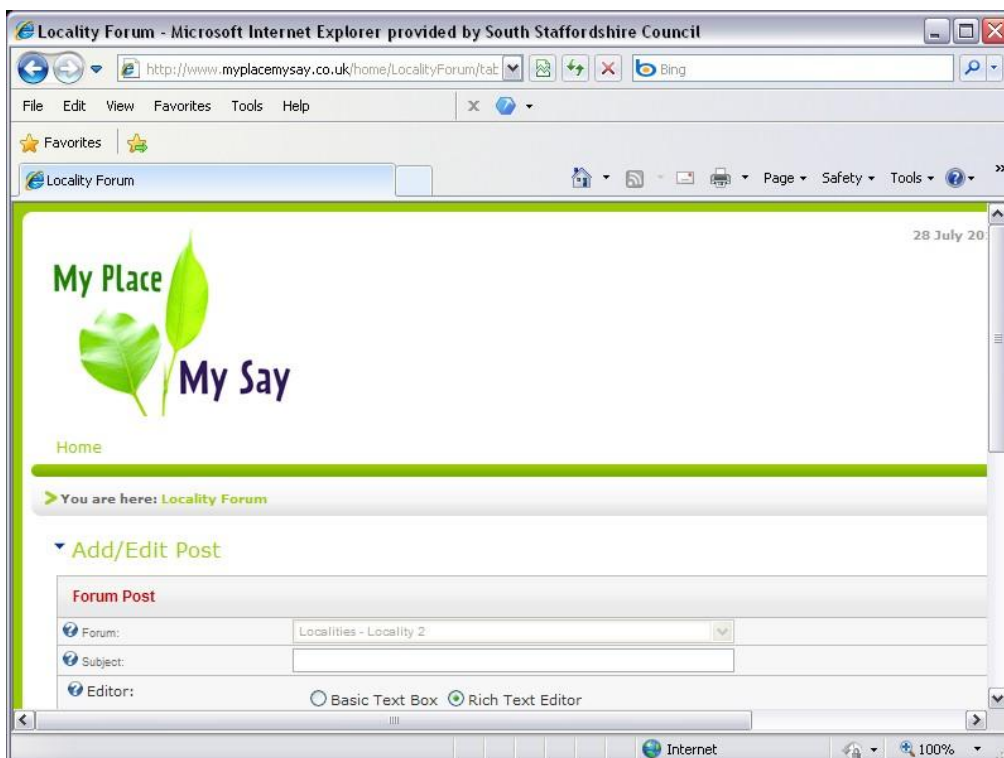 Locality Forum - Microsoft Internet Explorer provided by South Staffordshire Council
http://www.myplacemysay.co.uk/home/LocalityForum/tab
Bing
File Edit View Favorites Tools Help
x
Favorites
Locality Forum
Page Safety Tools »
28 July 20
My Place
My Say
Home
You are here: Locality Forum
Add/Edit Post
Forum Post
Forum: Localities - Locality 2
Subject:
Editor: Basic Text Box Rich Text Editor
Internet 100%